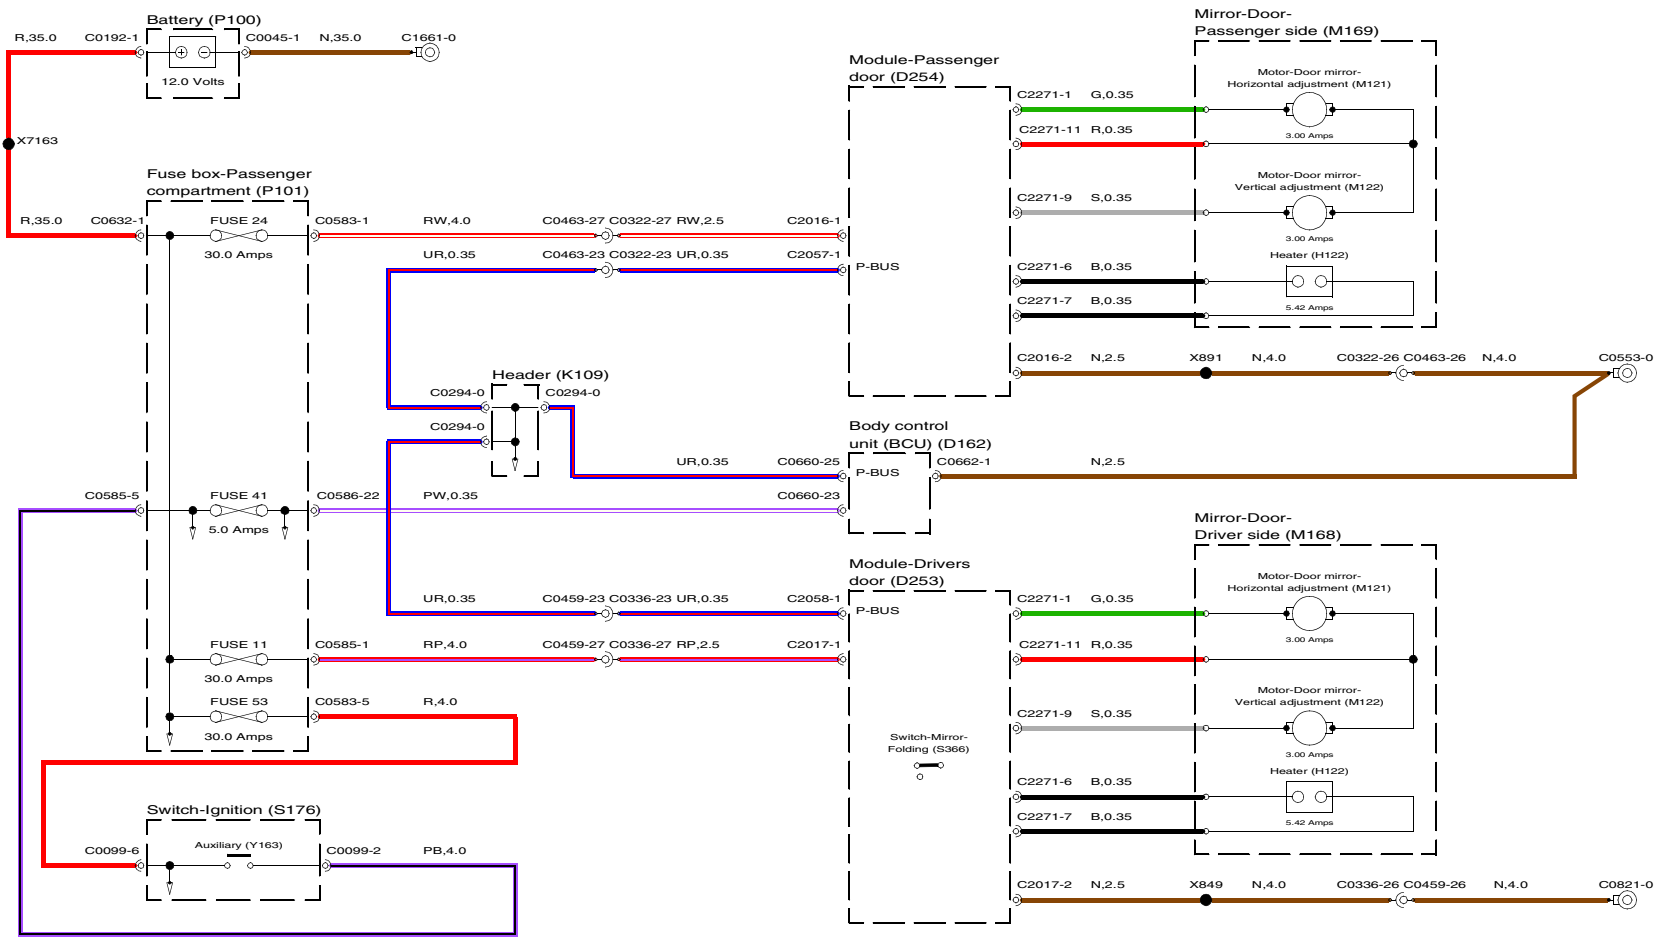 Battery (P100)
R,35.0 C0192-1 C0045-1 N,35.0 C1661-0
12.0 Volts
X7163
Fuse box-Passenger
compartment (P101)
R,35.0 C0632-1 FUSE 24 C0583-1 RW,4.0 C0463-27 C0322-27 RW,2.5 C2016-1
30.0 Amps
UR,0.35 C0463-23 C0322-23 UR,0.35 C2057-1
P-BUS
Module-Passenger
door (D254)
Mirror-Door-
Passenger side (M169)
Motor-Door mirror-
Horizontal adjustment (M121)
C2271-1 G,0.35
3.00 Amps
C2271-11 R,0.35
Motor-Door mirror-
Vertical adjustment (M122)
C2271-9 S,0.35
3.00 Amps
Heater (H122)
C2271-6 B,0.35
5.42 Amps
C2271-7 B,0.35
C2016-2 N,2.5 X891 N,4.0 C0322-26 C0463-26 N,4.0 C0553-0
Header (K109)
C0294-0 C0294-0
C0294-0
Body control
unit (BCU) (D162)
UR,0.35 C0660-25 P-BUS C0662-1 N,2.5
C0585-5 FUSE 41 C0586-22 PW,0.35 C0660-23
5.0 Amps
Module-Drivers
door (D253)
UR,0.35 C0459-23 C0336-23 UR,0.35 C2058-1
P-BUS
FUSE 11 C0585-1 RP,4.0 C0459-27 C0336-27 RP,2.5 C2017-1
30.0 Amps
FUSE 53 C0583-5 R,4.0
30.0 Amps
Switch-Mirror-
Folding (S366)
Mirror-Door-
Driver side (M168)
Motor-Door mirror-
Horizontal adjustment (M121)
C2271-1 G,0.35
3.00 Amps
C2271-11 R,0.35
Motor-Door mirror-
Vertical adjustment (M122)
C2271-9 S,0.35
3.00 Amps
Heater (H122)
C2271-6 B,0.35
5.42 Amps
C2271-7 B,0.35
C2017-2 N,2.5 X849 N,4.0 C0336-26 C0459-26 N,4.0 C0821-0
Switch-Ignition (S176)
C0099-6 Auxiliary (Y163) C0099-2 PB,4.0